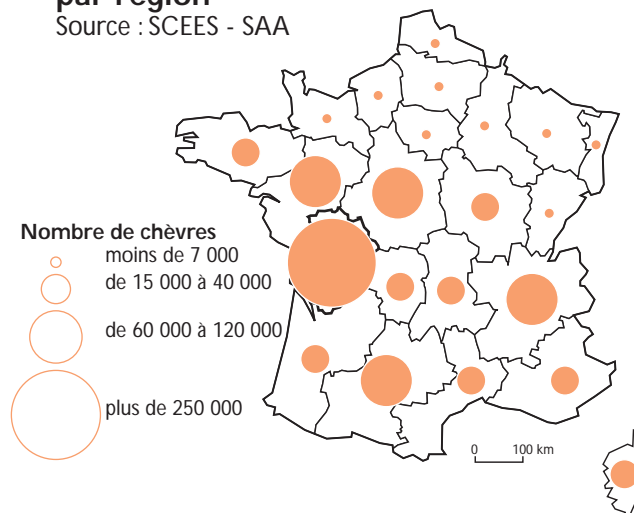 par région
Source : SCEES - SAA
Nombre de chèvres
moins de 7 000
de 15 000 à 40 000
de 60 000 à 120 000
plus de 250 000
0 100 km